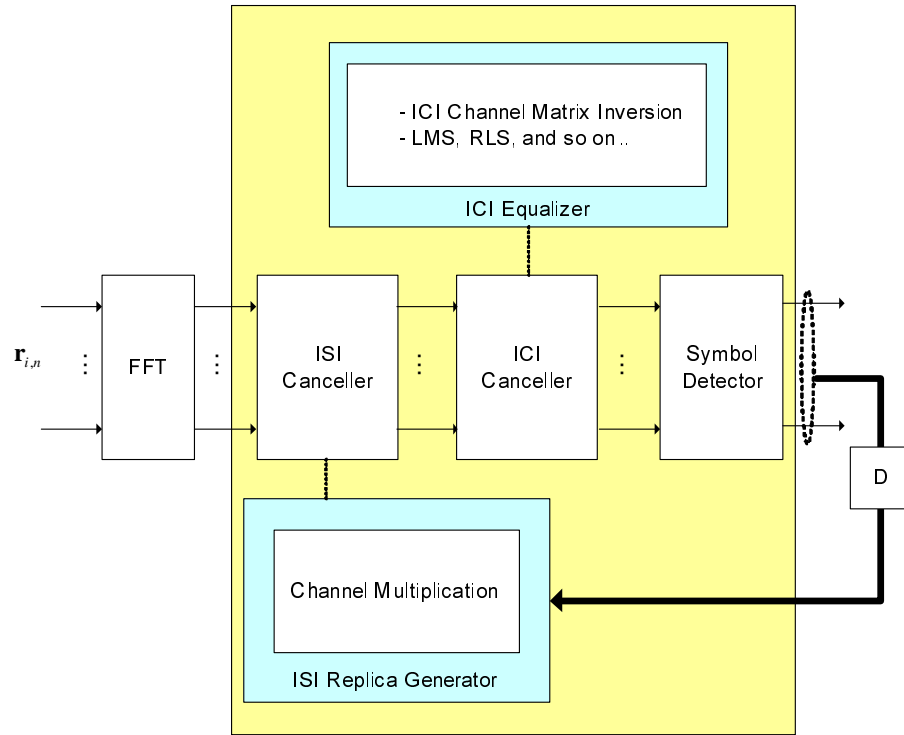 - ICI Channel Matrix Inversion
- LMS, RLS, and so on..
ICI Equalizer
r i,n
FFT
ISI
Canceller
ICI
Canceller
Symbol
Detector
D
Channel Multiplication
ISI Replica Generator